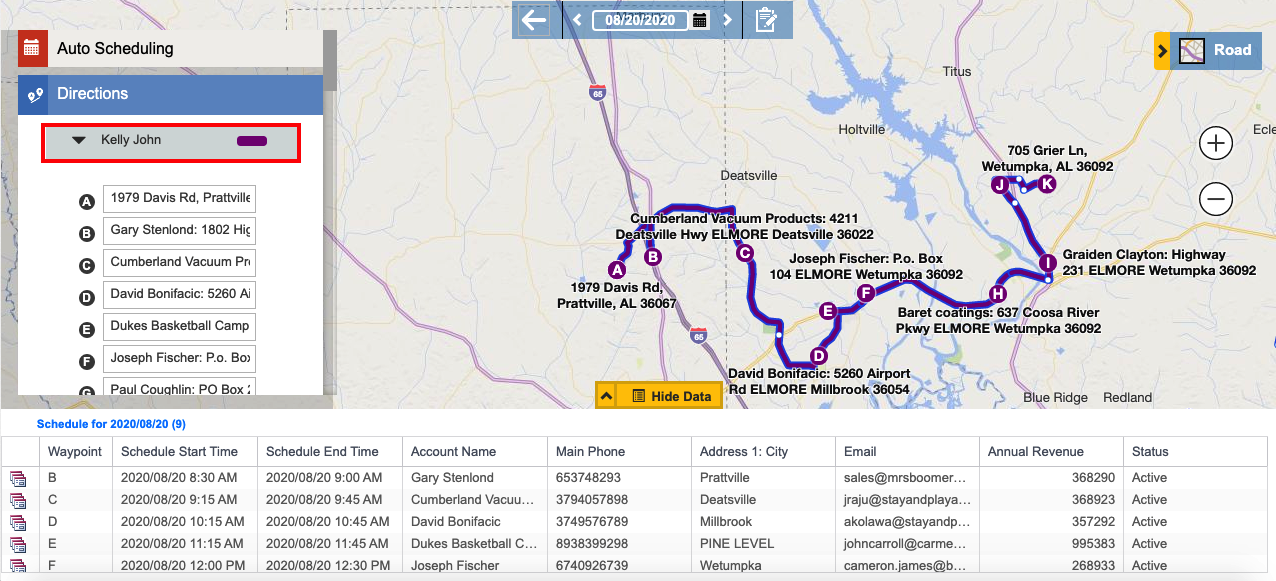 08/20/2020
Auto Scheduling
Directions
Kelly John
A 1979 Davis Rd, Prattville
B Gary Stenlond: 1802 Hig
C Cumberland Vacuum Pr
D David Bonifacic: 5260 Ai
E Dukes Basketball Camp
F Joseph Fischer: P.o. Box
G Paul Coughlin: PO Box 2
Road
Titus
Holtville
Deatsville
Ecle
65
65
705 Grier Ln,
Wetumpka, AL 36092
J
K
Cumberland Vacuum Products: 4211
Deatsville Hwy ELMORE Deatsville 36022
A
B
C
1979 Davis Rd,
Prattville, AL 36067
Joseph Fischer: P.o. Box
104 ELMORE Wetumpka 36092
I
Graiden Clayton: Highway
231 ELMORE Wetumpka 36092
F
H
E
Baret coatings: 637 Coosa River
Pkwy ELMORE Wetumpka 36092
D
David Bonifacic: 5260 Airport
Rd ELMORE Millbrook 36054
Blue Ridge
Redland
Hide Data
Schedule for 2020/08/20 (9)
Waypoint Schedule Start Time Schedule End Time Account Name Main Phone Address 1: City Email Annual Revenue Status
B 2020/08/20 8:30 AM 2020/08/20 9:00 AM Gary Stenlond 653748293 Prattville sales@mrsboomer... 368290 Active
C 2020/08/20 9:15 AM 2020/08/20 9:45 AM Cumberland Vacuu... 3794057898 Deatsville jraju@stayandplaya... 368923 Active
D 2020/08/20 10:15 AM 2020/08/20 10:45 AM David Bonifacic 3749576789 Millbrook akolawa@stayandp... 357292 Active
E 2020/08/20 11:15 AM 2020/08/20 11:45 AM Dukes Basketball C... 8938399298 PINE LEVEL johncarroll@carme... 995383 Active
F 2020/08/20 12:00 PM 2020/08/20 12:30 PM Joseph Fischer 6740926739 Wetumpka cameron.james@b... 268933 Active